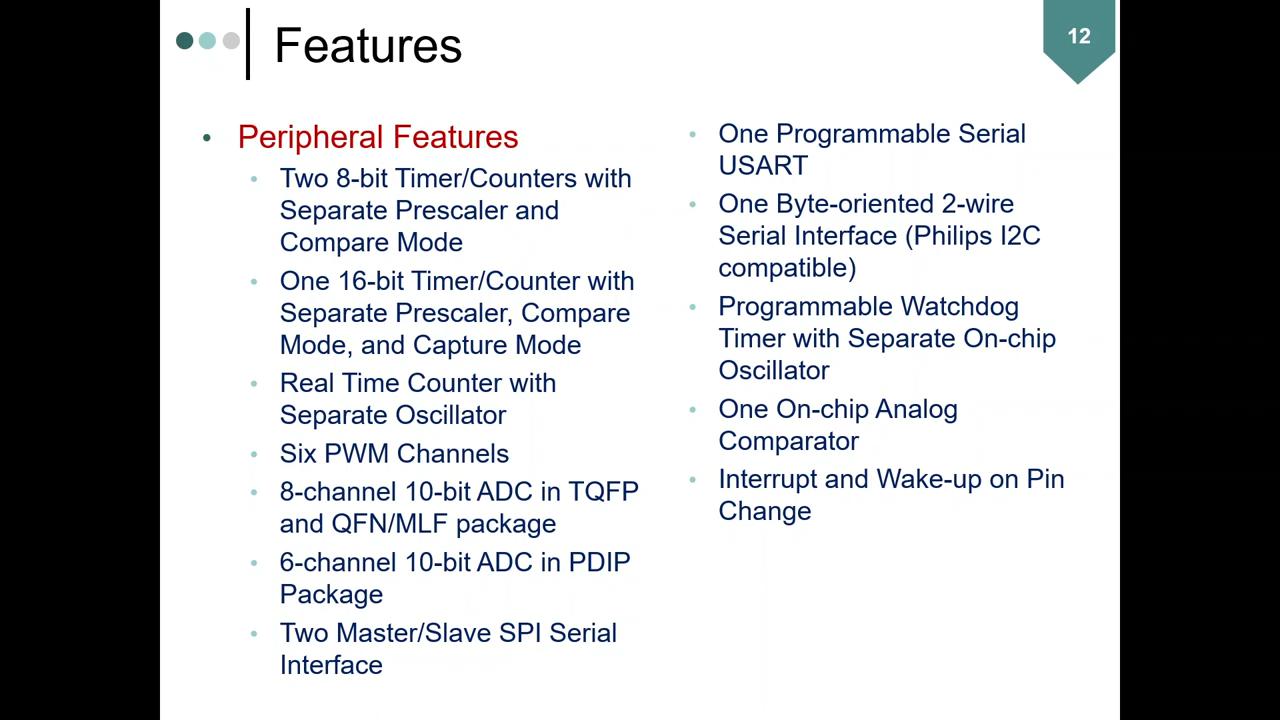 Features
12
• Peripheral Features
• Two 8-bit Timer/Counters with
Separate Prescaler and
Compare Mode
• One 16-bit Timer/Counter with
Separate Prescaler, Compare
Mode, and Capture Mode
• Real Time Counter with
Separate Oscillator
• Six PWM Channels
• 8-channel 10-bit ADC in TQFP
and QFN/MLF package
• 6-channel 10-bit ADC in PDIP
Package
• Two Master/Slave SPI Serial
Interface
• One Programmable Serial
USART
• One Byte-oriented 2-wire
Serial Interface (Philips I2C
compatible)
• Programmable Watchdog
Timer with Separate On-chip
Oscillator
• One On-chip Analog
Comparator
• Interrupt and Wake-up on Pin
Change